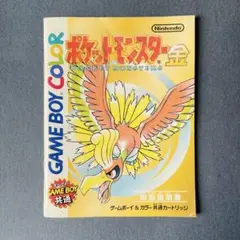 GAME BOY COLOR
Nintendo
ポケットモンスター金
POCKET MONSTERS
GAME BOY
共通
取扱説明書
ゲームボーイ&カラー共通カートリッジ